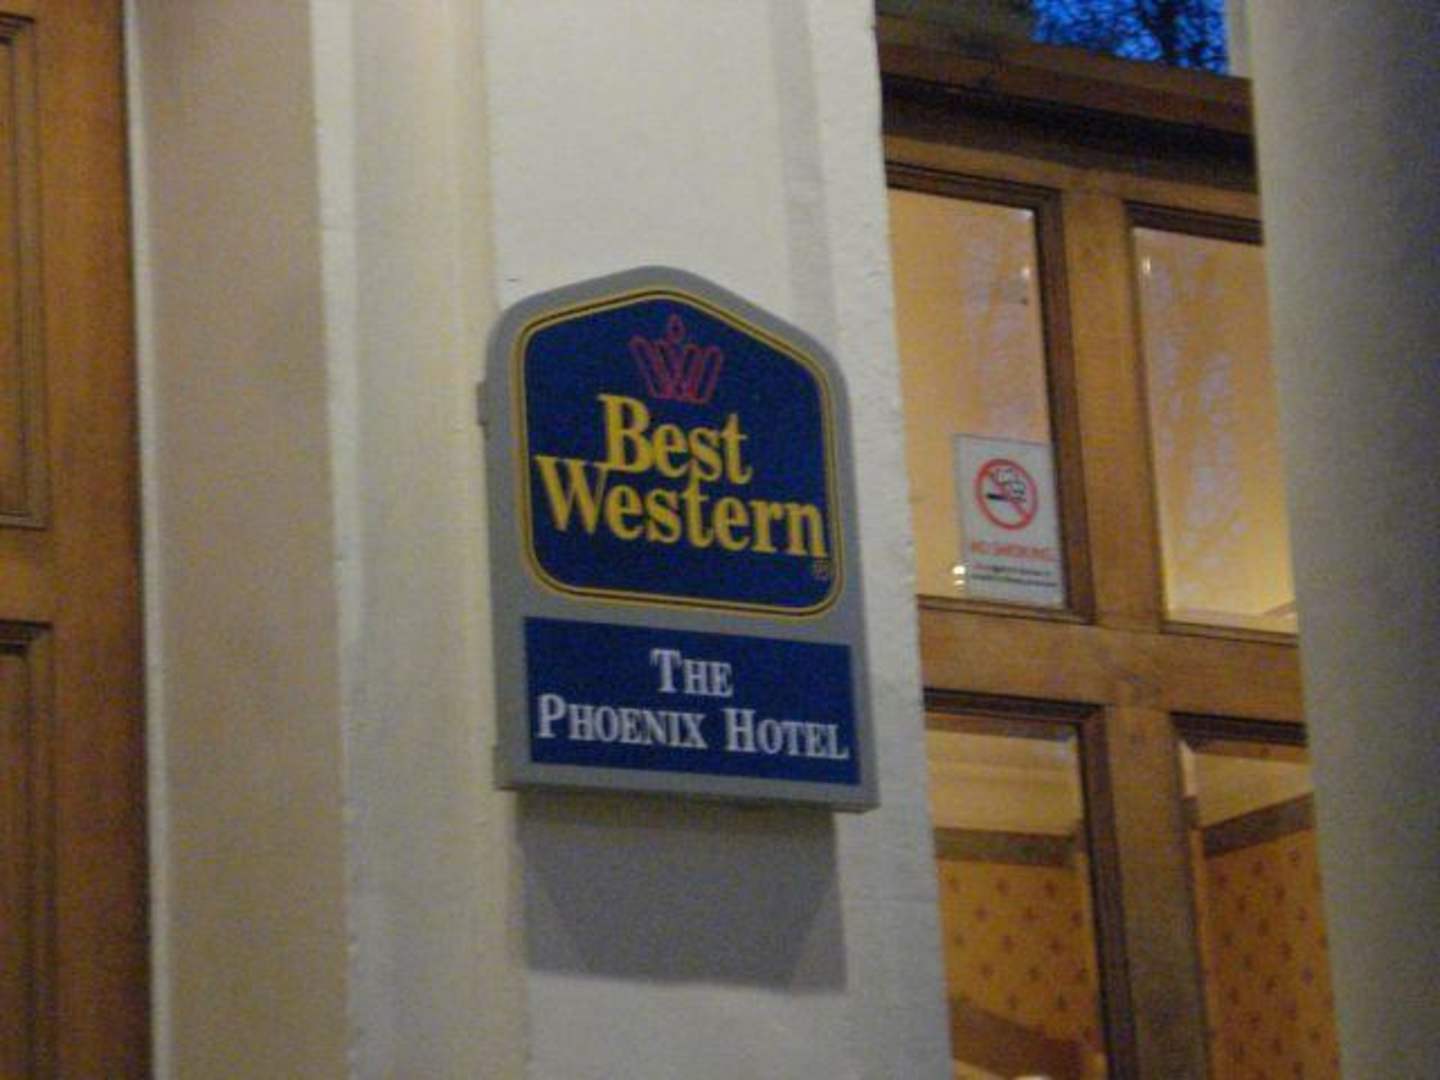 Best
Western
®
THE
PHOENIX HOTEL
NO SMOKING